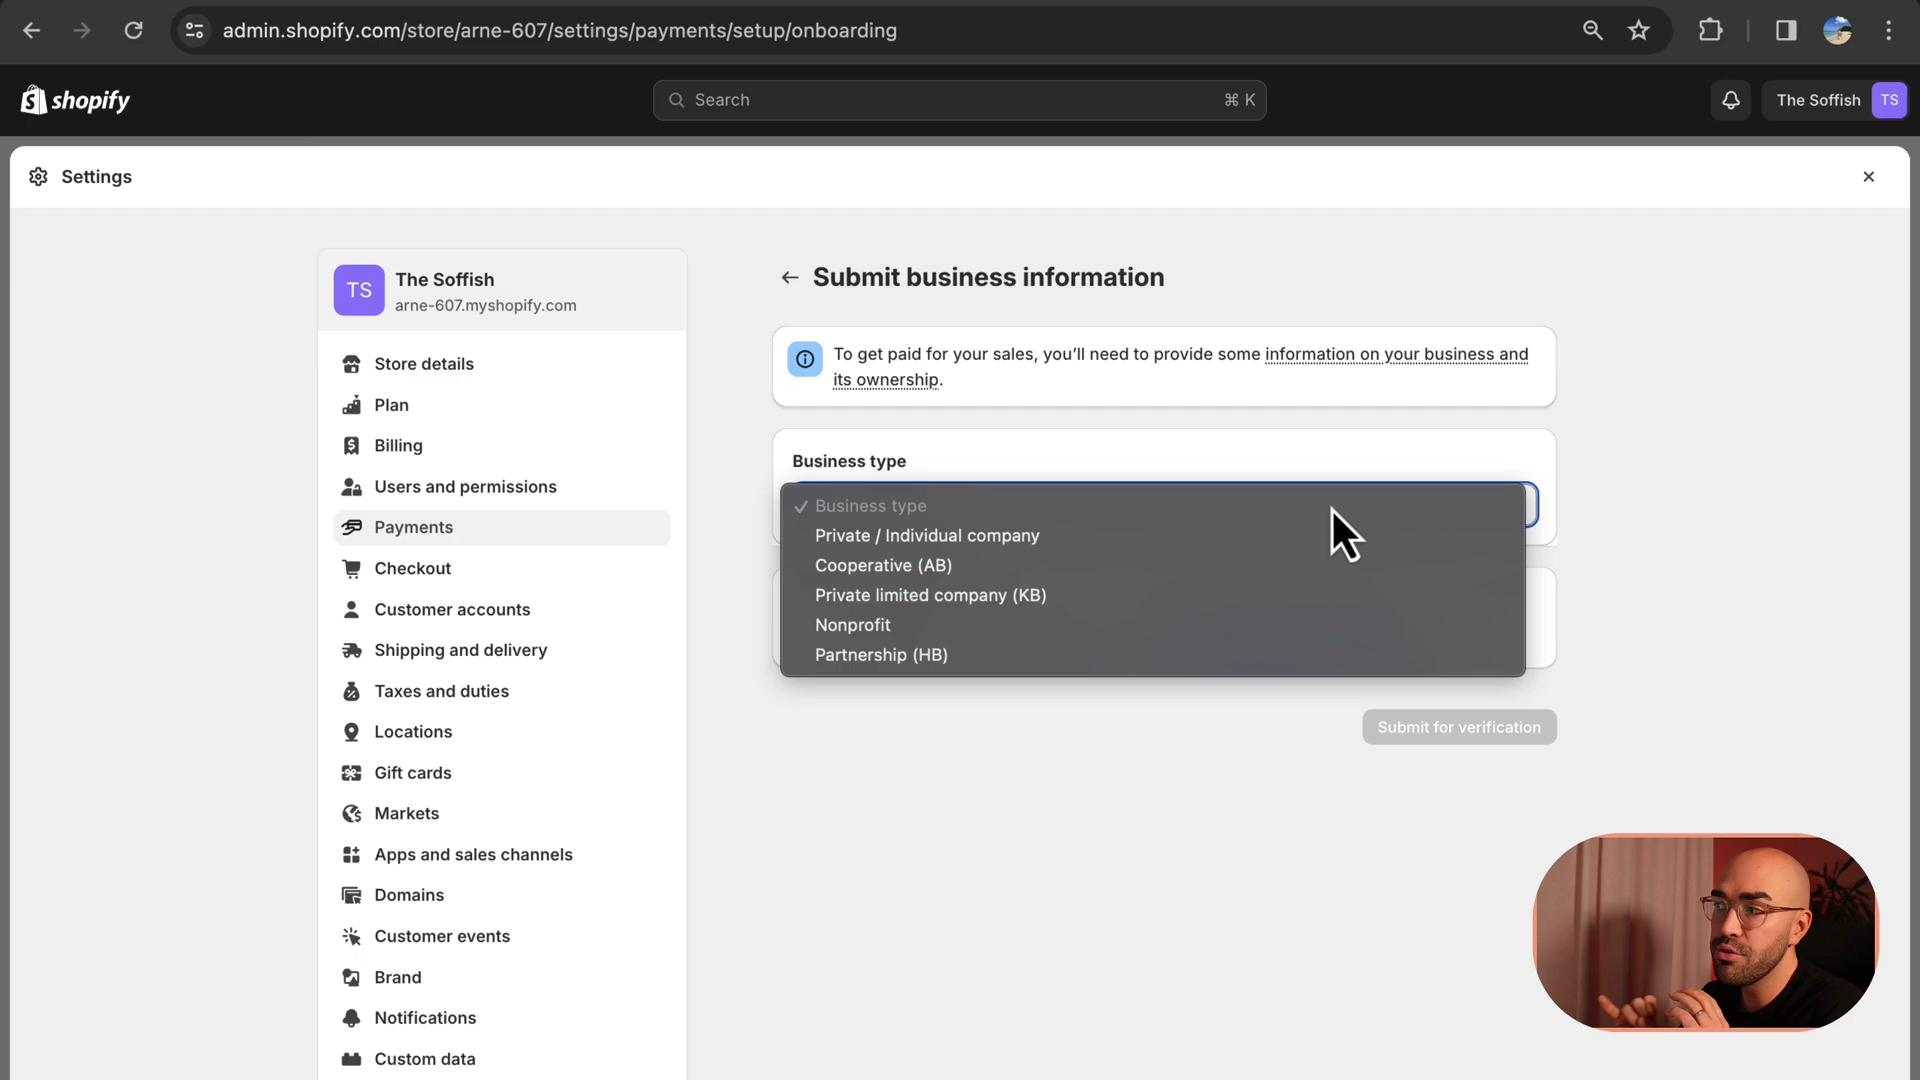 admin.shopify.com/store/arne-607/settings/payments/setup/onboarding
shopify
Search
⌘ K
The Soffish
TS
Settings
TS
The Soffish
arne-607.myshopify.com
Store details
Plan
Billing
Users and permissions
Payments
Checkout
Customer accounts
Shipping and delivery
Taxes and duties
Locations
Gift cards
Markets
Apps and sales channels
Domains
Customer events
Brand
Notifications
Custom data
Submit business information
To get paid for your sales, you’ll need to provide some information on your business and
its ownership.
Business type
✓ Business type
Private / Individual company
Cooperative (AB)
Private limited company (KB)
Nonprofit
Partnership (HB)
Submit for verification